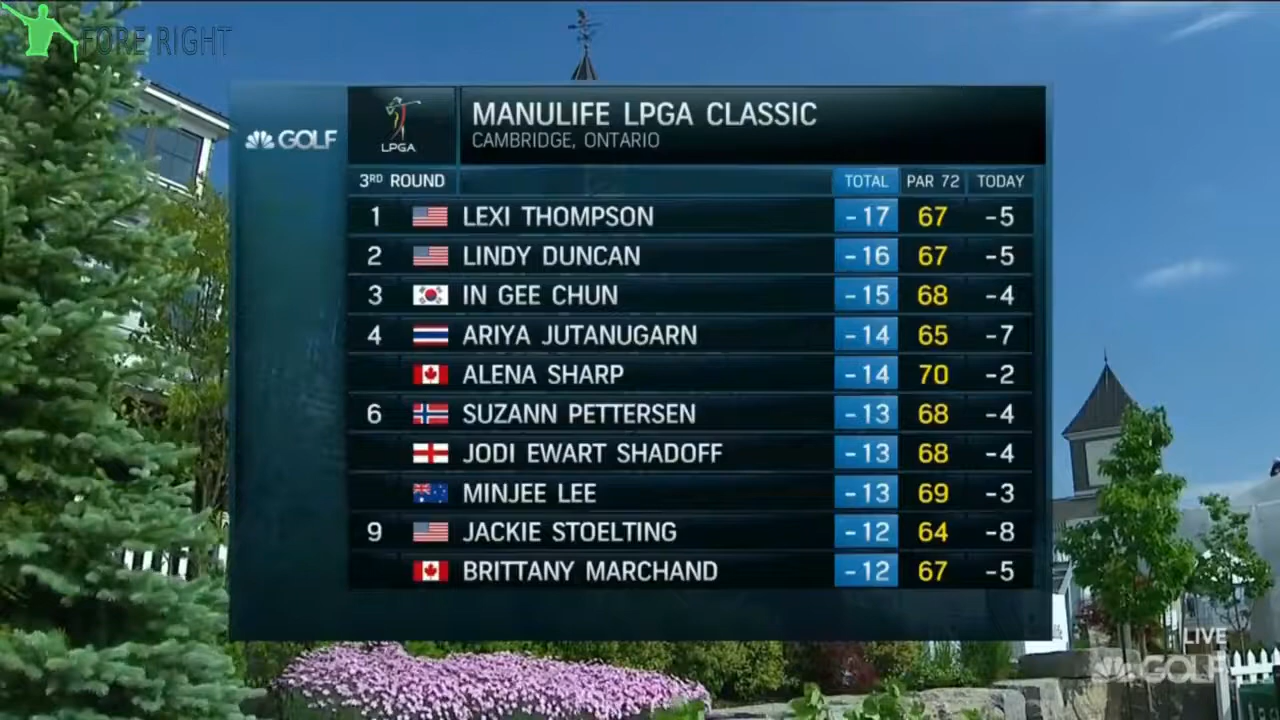 FORE RIGHT
GOLF
LPGA
MANULIFE LPGA CLASSIC
CAMBRIDGE, ONTARIO
3RD ROUND TOTAL PAR 72 TODAY
1 LEXI THOMPSON -17 67 -5
2 LINDY DUNCAN -16 67 -5
3 IN GEE CHUN -15 68 -4
4 ARIYA JUTANUGARN -14 65 -7
ALENA SHARP -14 70 -2
6 SUZANN PETTERSEN -13 68 -4
JODI EWART SHADOFF -13 68 -4
MINJEE LEE -13 69 -3
9 JACKIE STOELTING -12 64 -8
BRITTANY MARCHAND -12 67 -5
LIVE
GOLF